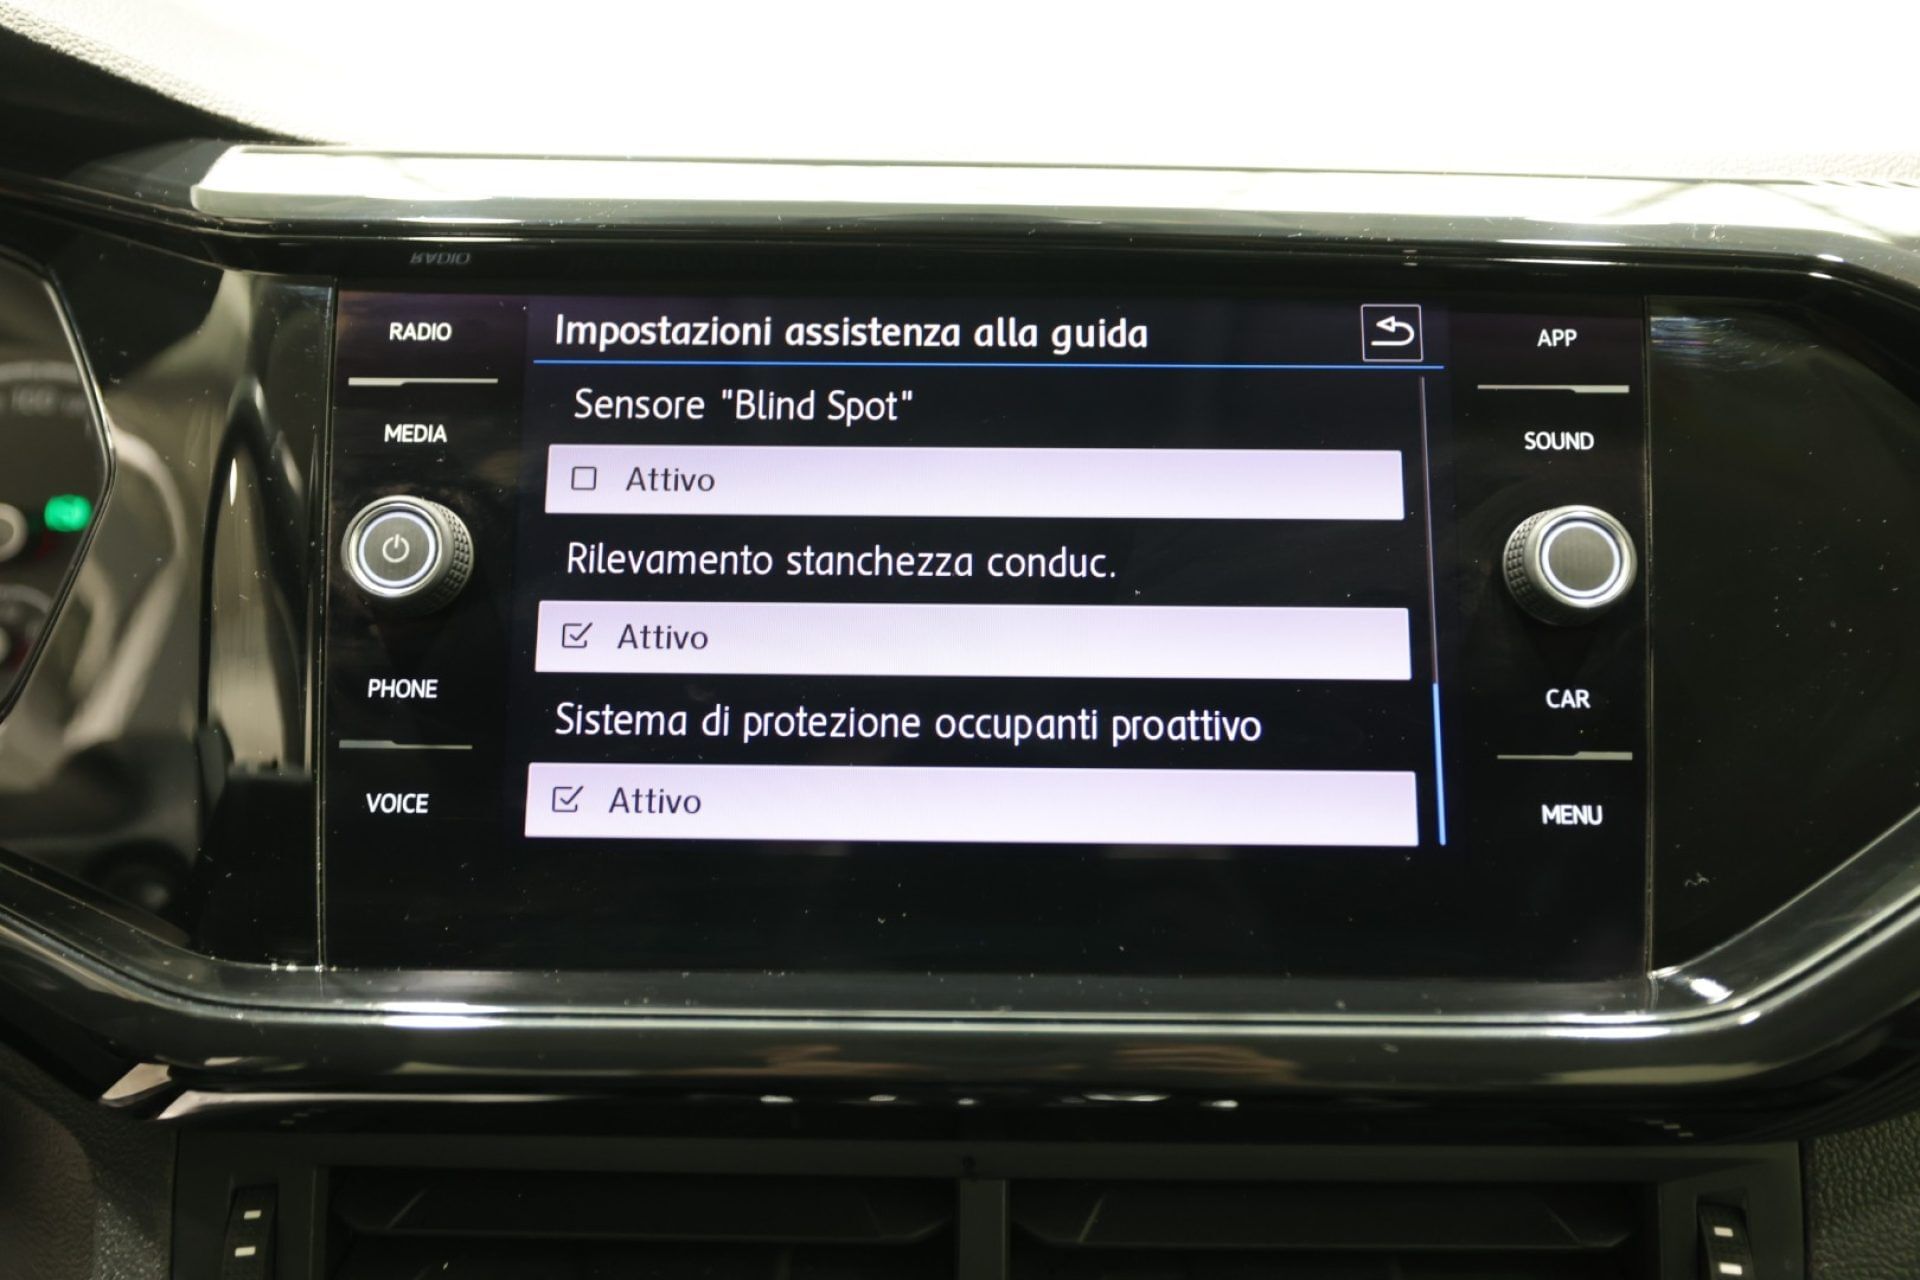 RADIO
MEDIA
PHONE
VOICE
Impostazioni assistenza alla guida
Sensore "Blind Spot"
Attivo
Rilevamento stanchezza conduc.
Attivo
Sistema di protezione occupanti proattivo
Attivo
APP
SOUND
CAR
MENU